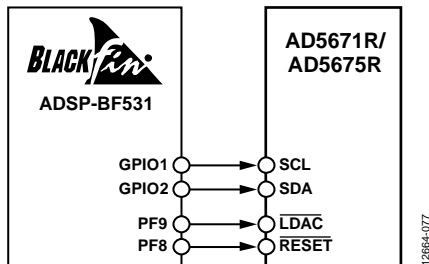 BLACKfin
ADSP-BF531
AD5671R/
AD5675R
GPIO1 SCL
GPIO2 SDA
PF9 LDAC
PF8 RESET
12664-077